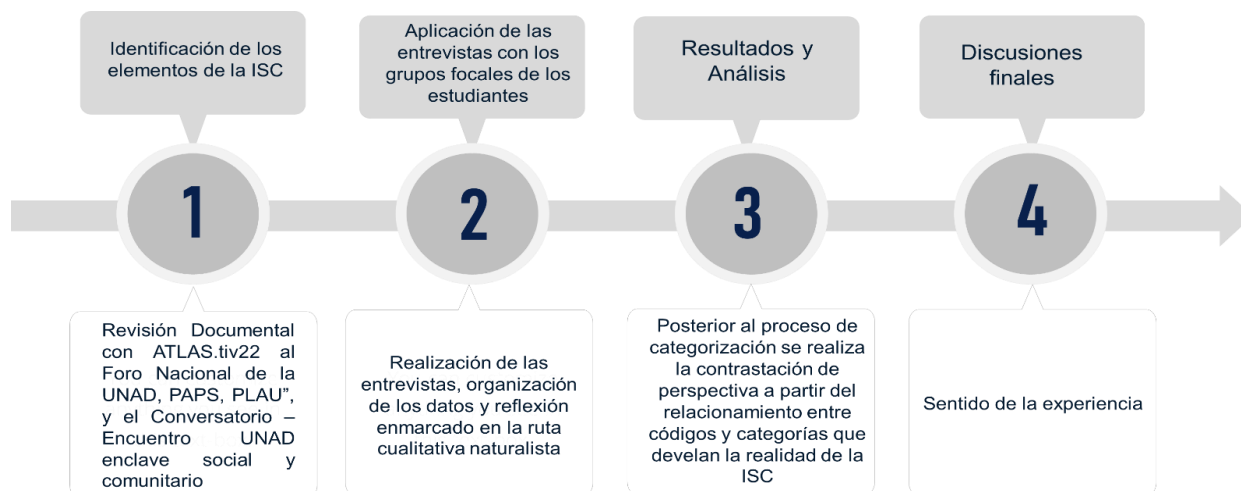 Identificación de los
elementos de la ISC
Aplicación de las
entrevistas con los
grupos focales de los
estudiantes
Resultados y
Análisis
Discusiones
finales
1
2
3
4
Revisión Documental
con ATLAS.tiv22 al
Foro Nacional de la
UNAD, PAPS, PLAU”,
y el Conversatorio –
Encuentro UNAD
enclave social y
comunitario
Realización de las
entrevistas, organización
de los datos y reflexión
enmarcado en la ruta
cualitativa naturalista
Posterior al proceso de
categorización se realiza
la contrastación de
perspectiva a partir del
relacionamiento entre
códigos y categorías que
develan la realidad de la
ISC
Sentido de la experiencia